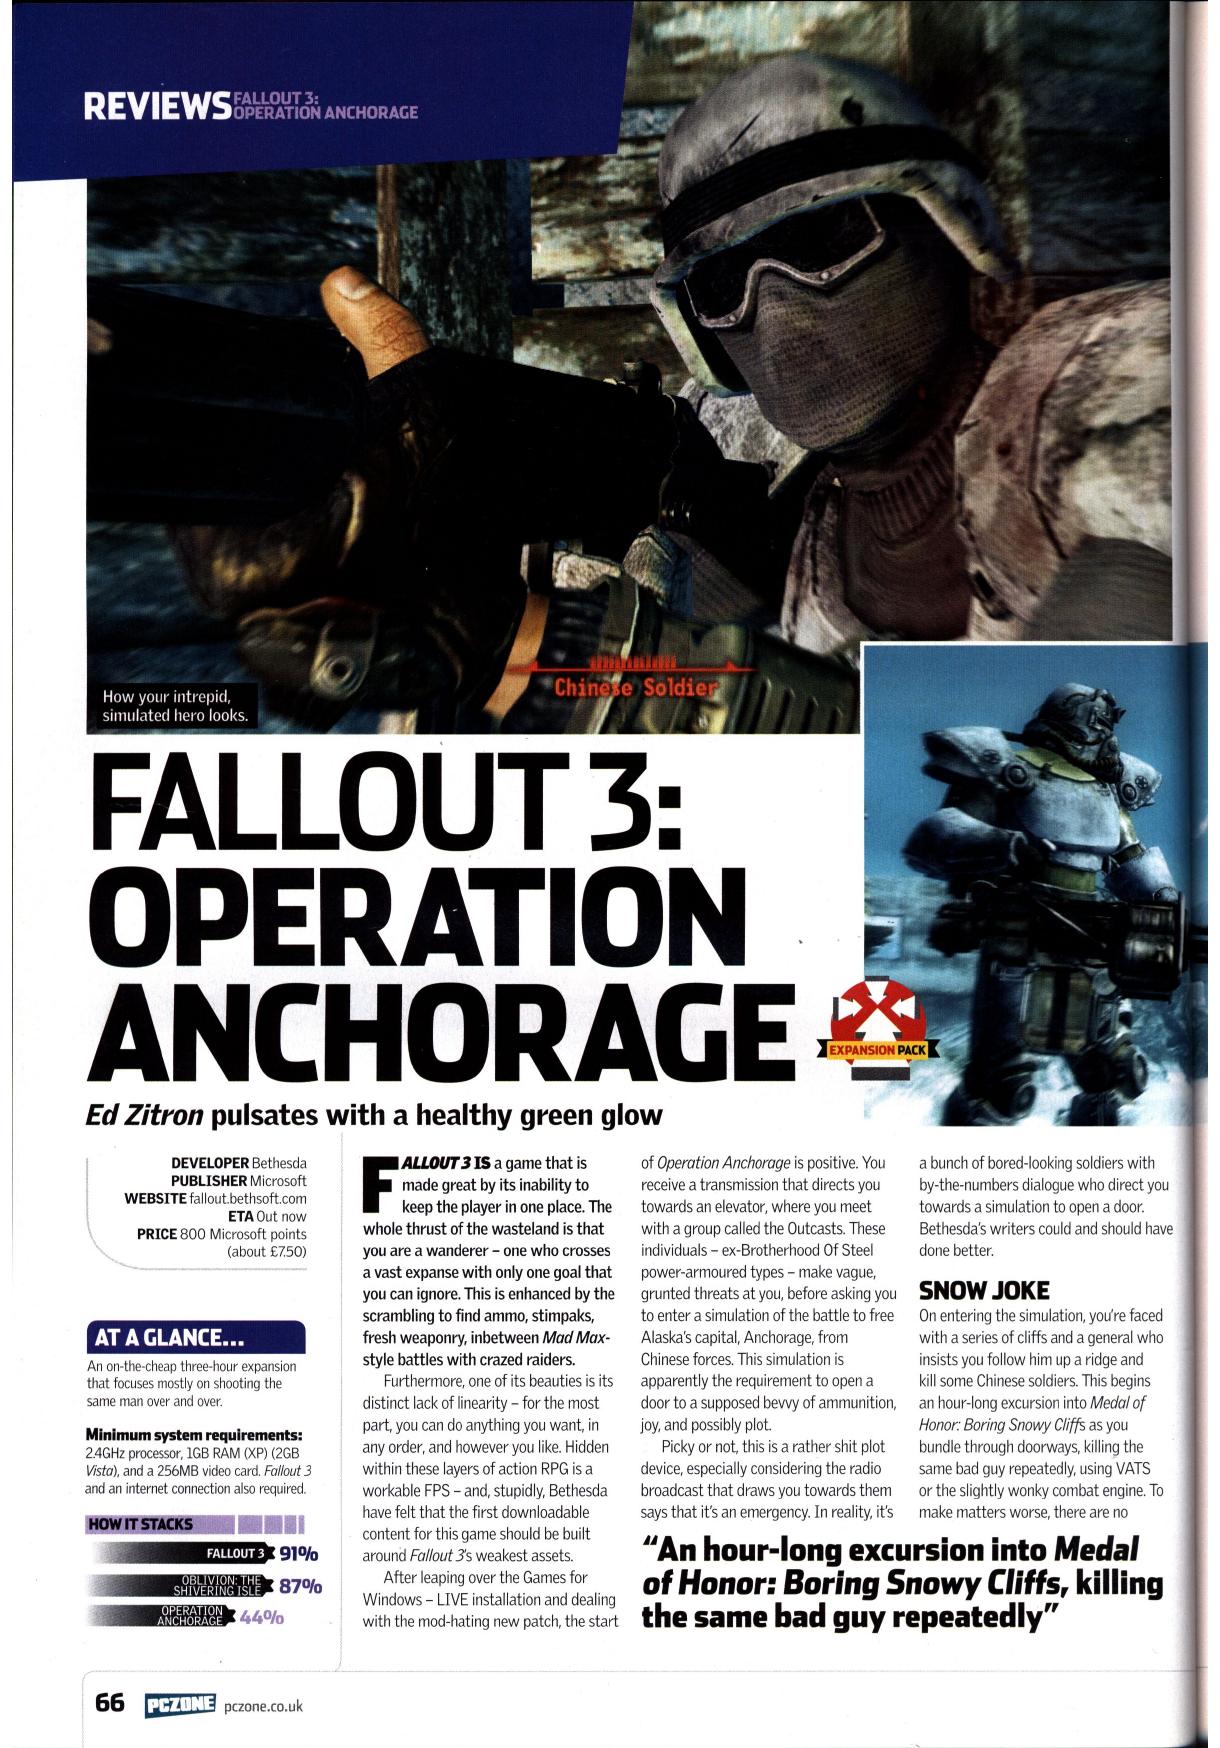 REVIEWS FALLOUT 3:
OPERATION ANCHORAGE
How your intrepid,
simulated hero looks.
Chinese Soldier
FALLOUT 3:
OPERATION
ANCHORAGE
EXPANSION PACK
Ed Zitron pulsates with a healthy green glow
DEVELOPER Bethesda
PUBLISHER Microsoft
WEBSITE fallout.bethsoft.com
ETA Out now
PRICE 800 Microsoft points
(about £7.50)
AT A GLANCE...
An on-the-cheap three-hour expansion
that focuses mostly on shooting the
same man over and over.
Minimum system requirements:
2.4GHz processor, 1GB RAM (XP) (2GB
Vista), and a 256MB video card. Fallout 3
and an internet connection also required.
HOW IT STACKS
FALLOUT 3 91%
OBLIVION: THE
SHIVERING ISLE 87%
OPERATION
ANCHORAGE 44%
FALLOUT 3 IS a game that is
made great by its inability to
keep the player in one place. The
whole thrust of the wasteland is that
you are a wanderer – one who crosses
a vast expanse with only one goal that
you can ignore. This is enhanced by the
scrambling to find ammo, stimpaks,
fresh weaponry, inbetween Mad Max-
style battles with crazed raiders.
Furthermore, one of its beauties is its
distinct lack of linearity – for the most
part, you can do anything you want, in
any order, and however you like. Hidden
within these layers of action RPG is a
workable FPS – and, stupidly, Bethesda
have felt that the first downloadable
content for this game should be built
around Fallout 3's weakest assets.
After leaping over the Games for
Windows – LIVE installation and dealing
with the mod-hating new patch, the start
of Operation Anchorage is positive. You
receive a transmission that directs you
towards an elevator, where you meet
with a group called the Outcasts. These
individuals – ex-Brotherhood Of Steel
power-armoured types – make vague,
grunted threats at you, before asking you
to enter a simulation of the battle to free
Alaska's capital, Anchorage, from
Chinese forces. This simulation is
apparently the requirement to open a
door to a supposed bevvy of ammunition,
joy, and possibly plot.
Picky or not, this is a rather shit plot
device, especially considering the radio
broadcast that draws you towards them
says that it's an emergency. In reality, it's
a bunch of bored-looking soldiers with
by-the-numbers dialogue who direct you
towards a simulation to open a door.
Bethesda's writers could and should have
done better.
SNOW JOKE
On entering the simulation, you're faced
with a series of cliffs and a general who
insists you follow him up a ridge and
kill some Chinese soldiers. This begins
an hour-long excursion into Medal of
Honor: Boring Snowy Cliffs as you
bundle through doorways, killing the
same bad guy repeatedly, using VATS
or the slightly wonky combat engine. To
make matters worse, there are no
“An hour-long excursion into Medal
of Honor: Boring Snowy Cliffs, killing
the same bad guy repeatedly”
66 PCZONE pczone.co.uk